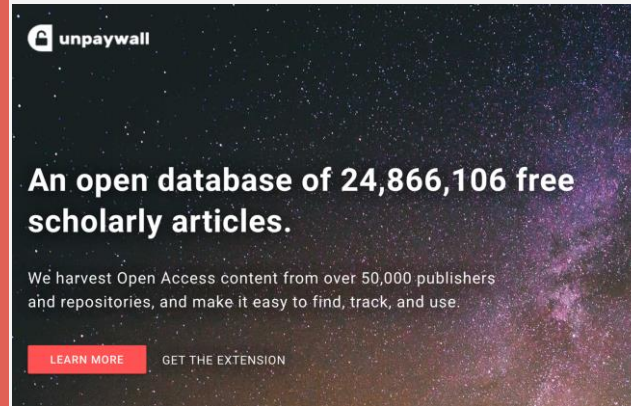 unpaywall
An open database of 24,866,106 free
scholarly articles.
We harvest Open Access content from over 50,000 publishers
and repositories, and make it easy to find, track, and use.
LEARN MORE GET THE EXTENSION